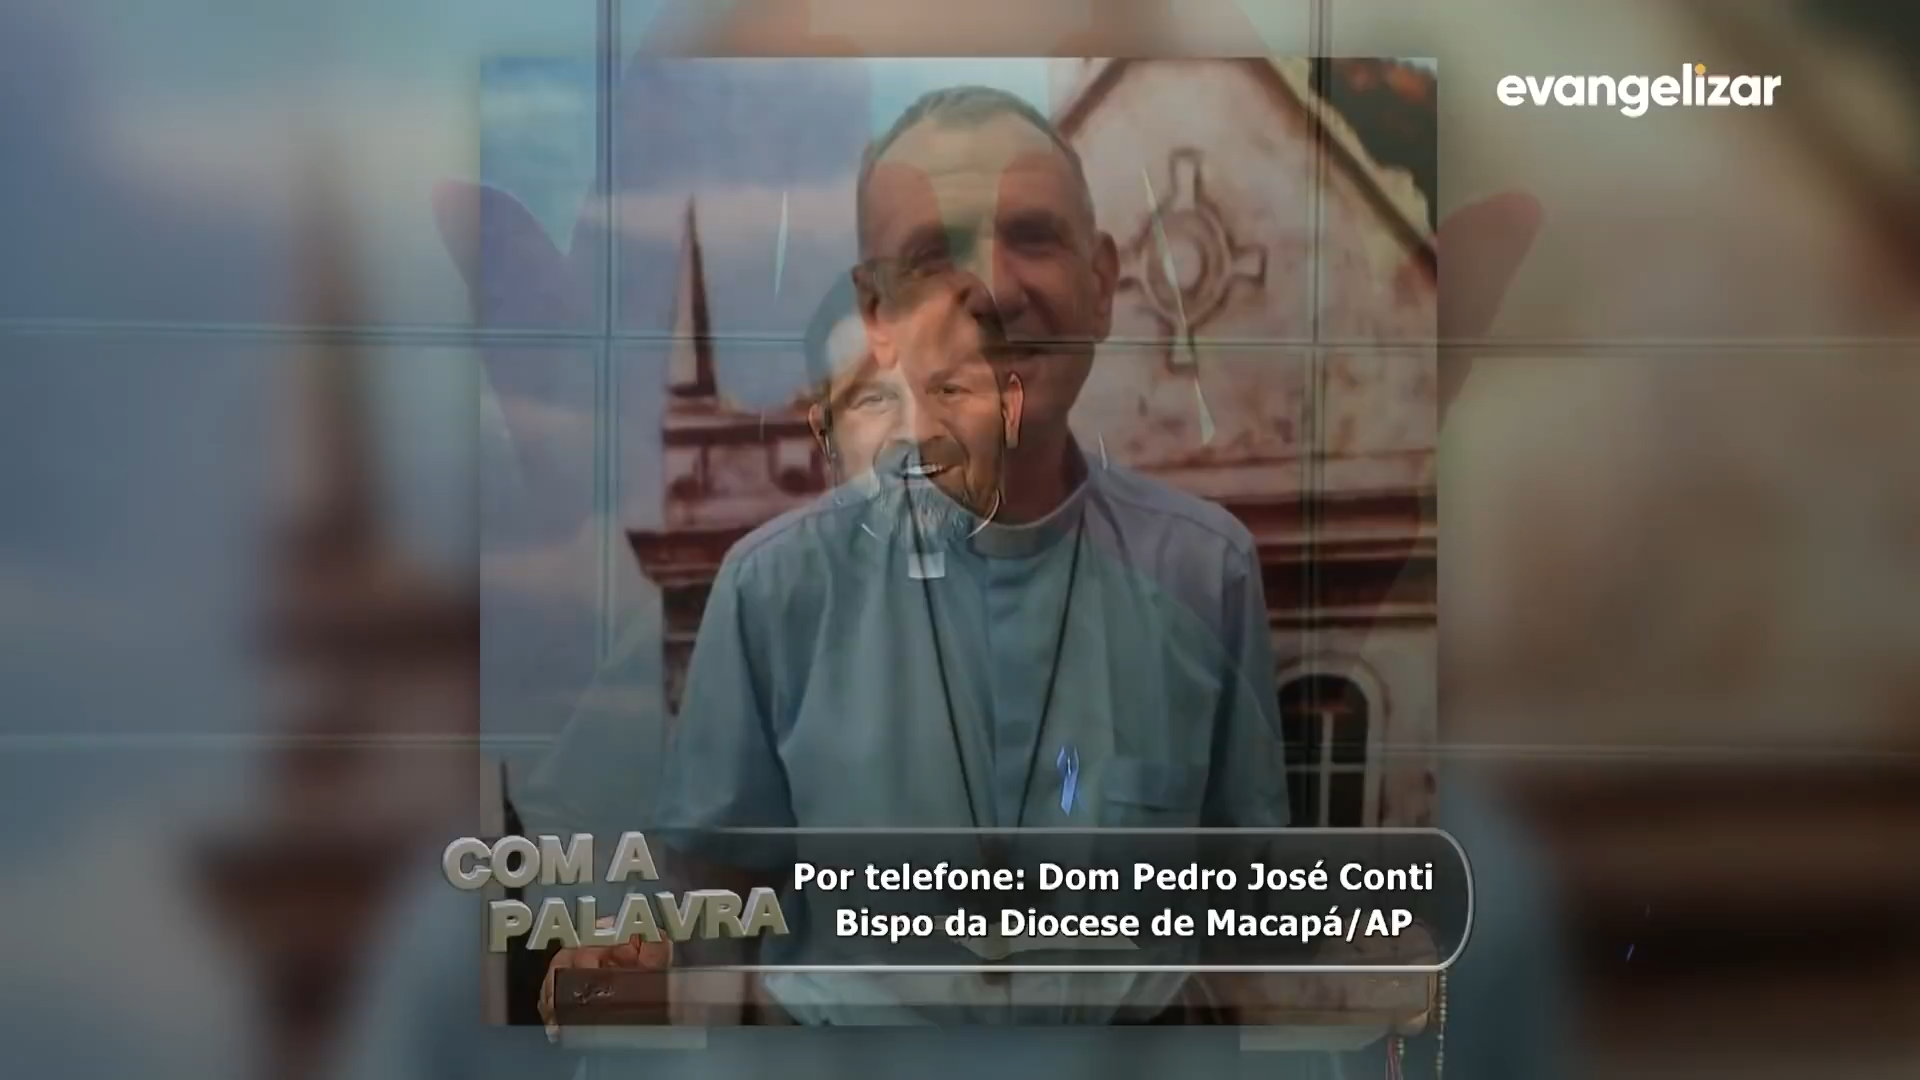 evangelizar
COM A
PALAVRA
Por telefone: Dom Pedro José Conti
Bispo da Diocese de Macapá/AP